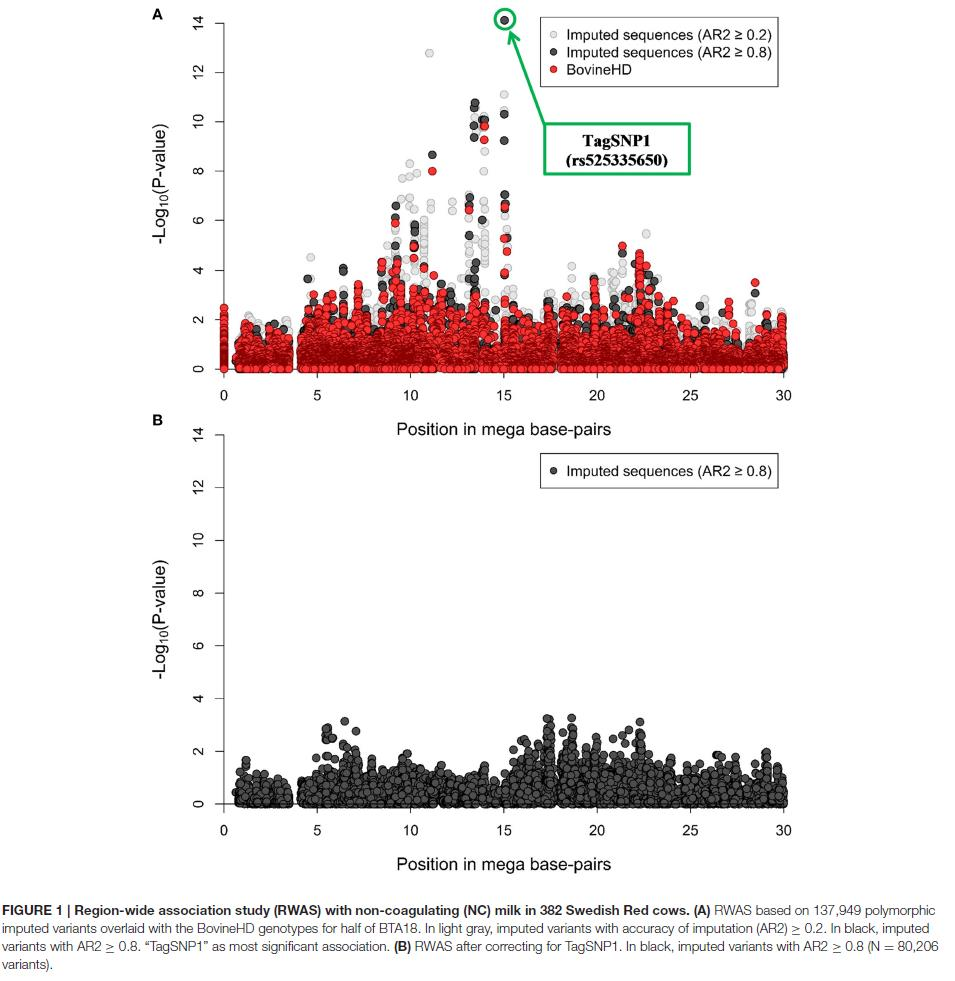 A
14
12
10
8
6
4
2
0
-Log10(P-value)
Imputed sequences (AR2 ≥ 0.2)
Imputed sequences (AR2 ≥ 0.8)
BovineHD
TagSNP1
(rs525335650)
0 5 10 15 20 25 30
Position in mega base-pairs
B
14
12
10
8
6
4
2
0
-Log10(P-value)
Imputed sequences (AR2 ≥ 0.8)
0 5 10 15 20 25 30
Position in mega base-pairs
FIGURE 1 | Region-wide association study (RWAS) with non-coagulating (NC) milk in 382 Swedish Red cows. (A) RWAS based on 137,949 polymorphic
imputed variants overlaid with the BovineHD genotypes for half of BTA18. In light gray, imputed variants with accuracy of imputation (AR2) ≥ 0.2. In black, imputed
variants with AR2 ≥ 0.8. “TagSNP1” as most significant association. (B) RWAS after correcting for TagSNP1. In black, imputed variants with AR2 ≥ 0.8 (N = 80,206
variants).